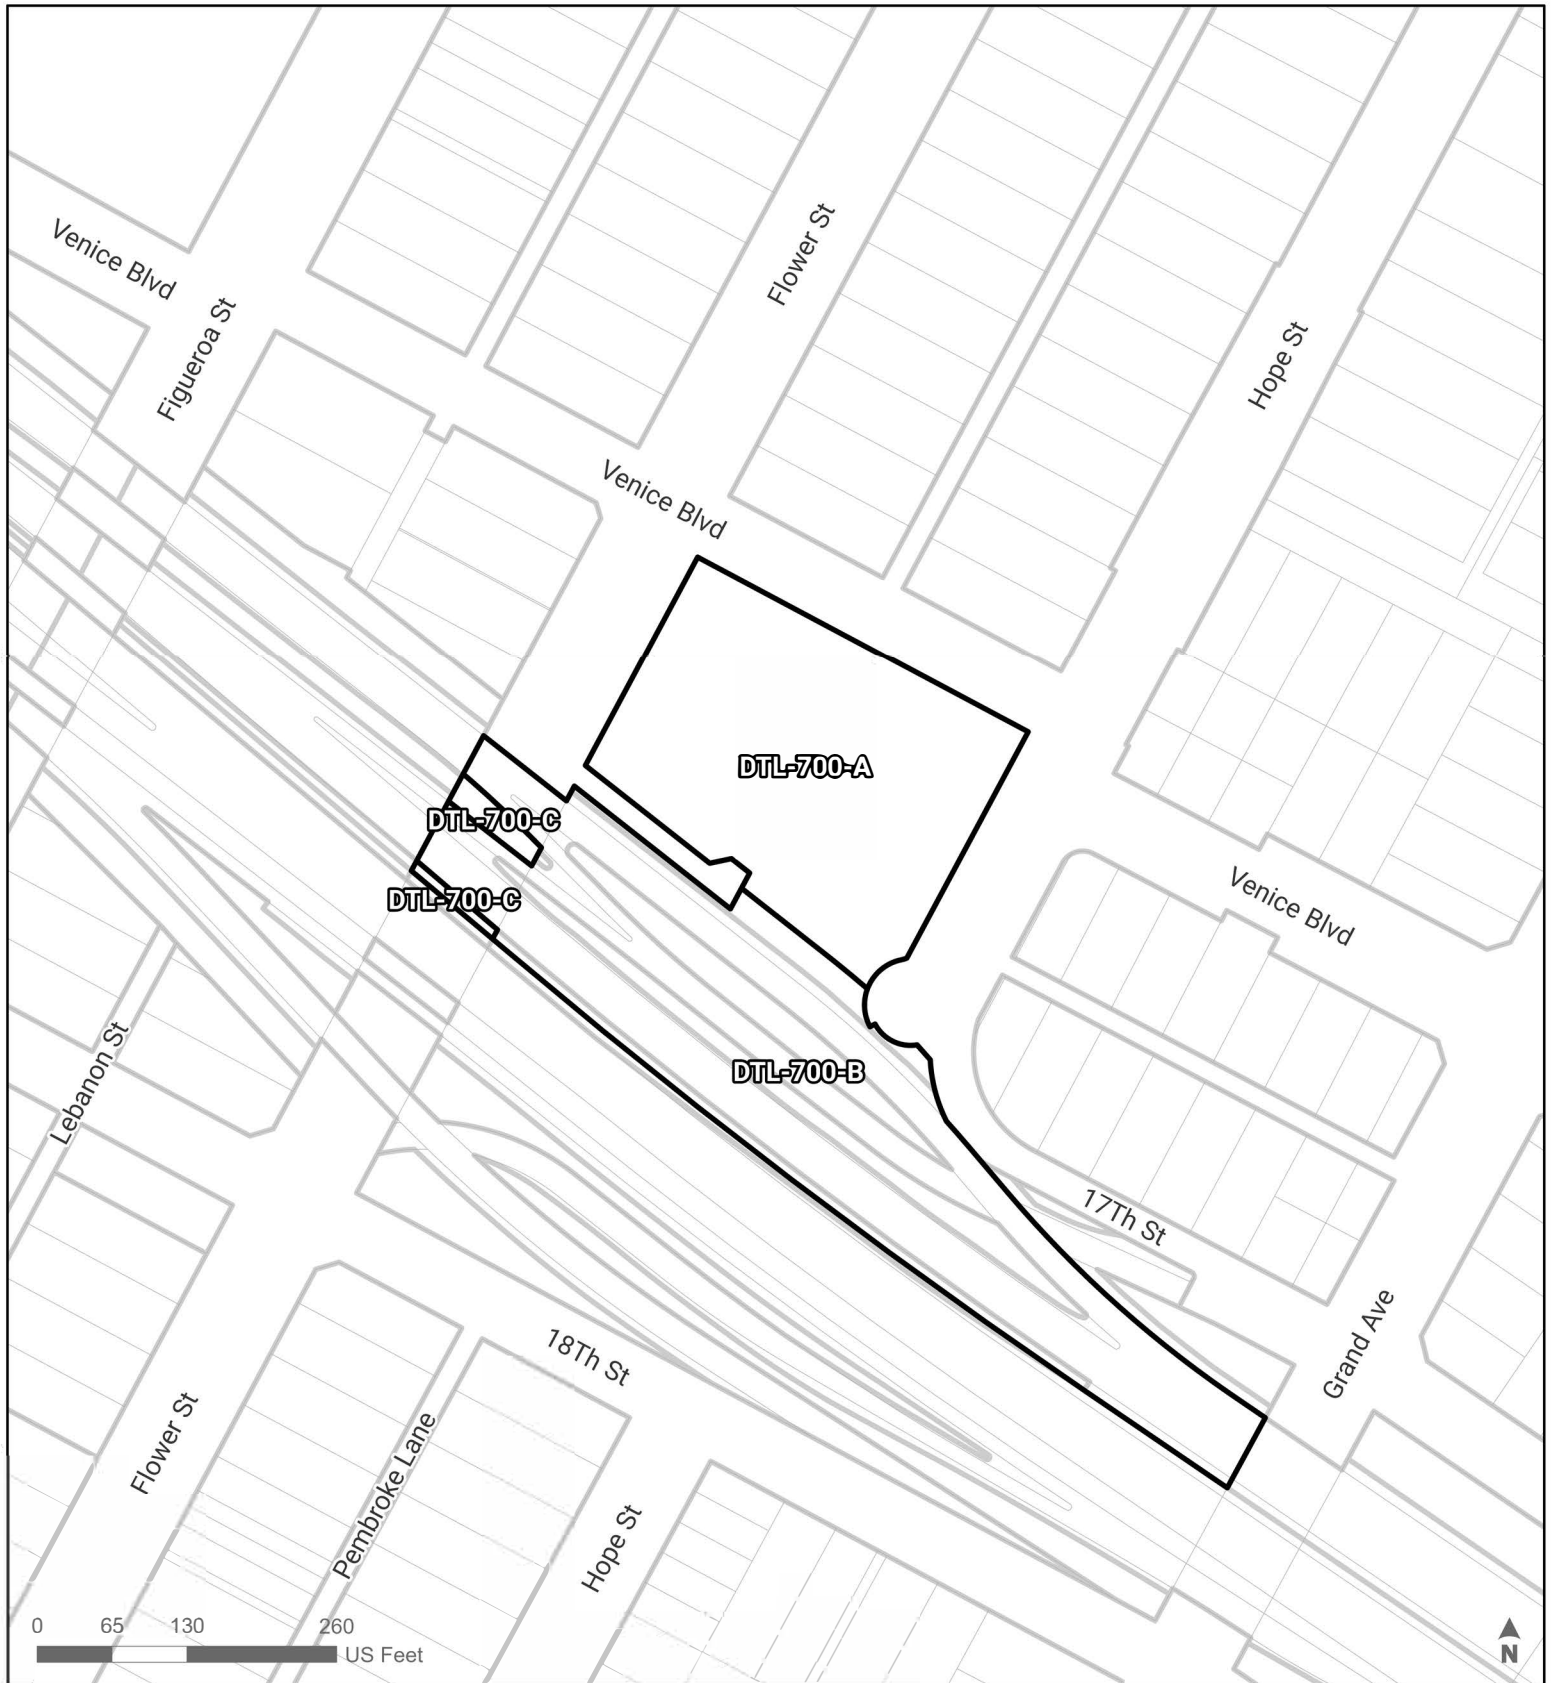 Venice Blvd
Figueroa St
Flower St
Hope St
Venice Blvd
DTL-700-A
DTL-700-C
DTL-700-C
Venice Blvd
DTL-700-B
Lebanon St
17Th St
18Th St
Grand Ave
Flower St
Pembroke Lane
Hope St
0 65 130 260
US Feet
N